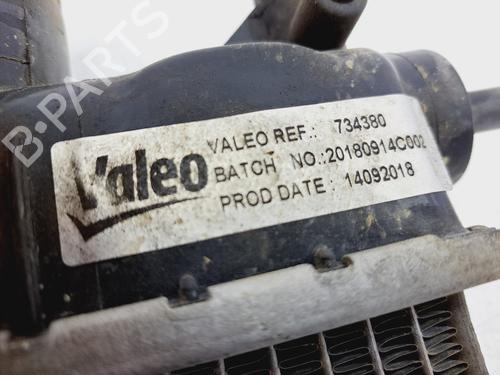 Valeo
VALEO REF.: 734380
BATCH NO.:20180914C002
PROD DATE : 14092018
B-PARTS